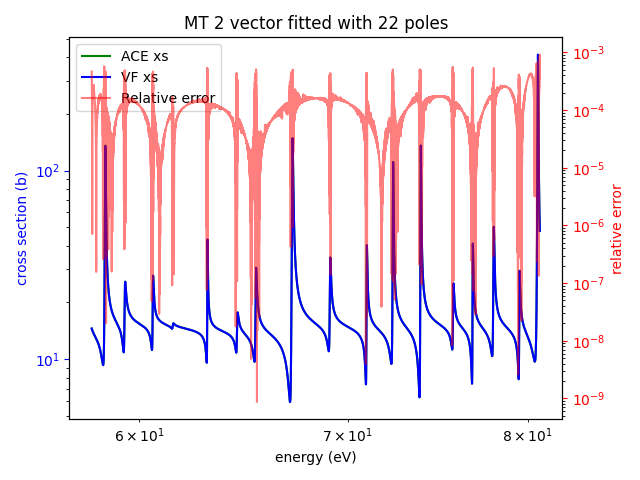 MT 2 vector fitted with 22 poles
ACE xs
VF xs
Relative error
cross section (b)
10²
10¹
10⁻³
10⁻⁴
10⁻⁵
10⁻⁶
10⁻⁷
10⁻⁸
10⁻⁹
relative error
6 × 10¹
7 × 10¹
8 × 10¹
energy (eV)